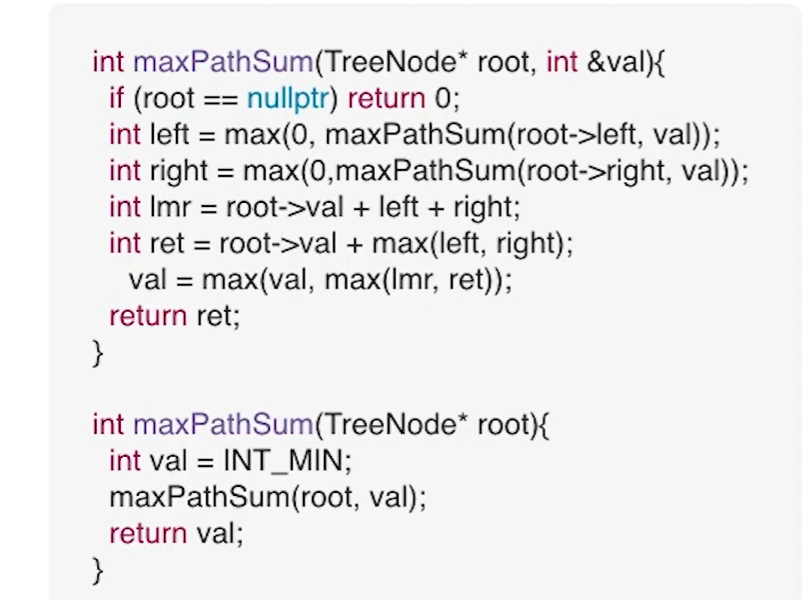 int maxPathSum(TreeNode* root, int &val){
if (root == nullptr) return 0;
int left = max(0, maxPathSum(root->left, val));
int right = max(0,maxPathSum(root->right, val));
int lmr = root->val + left + right;
int ret = root->val + max(left, right);
val = max(val, max(lmr, ret));
return ret;
}
int maxPathSum(TreeNode* root){
int val = INT_MIN;
maxPathSum(root, val);
return val;
}